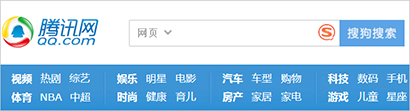 腾讯网
QQ.com
网页
S 搜狗搜索
视频 热剧 综艺 娱乐 明星 电影 汽车 车型 购物 科技 数码 手机
体育 NBA 中超 时尚 健康 育儿 房产 家居 家电 游戏 儿童 星座